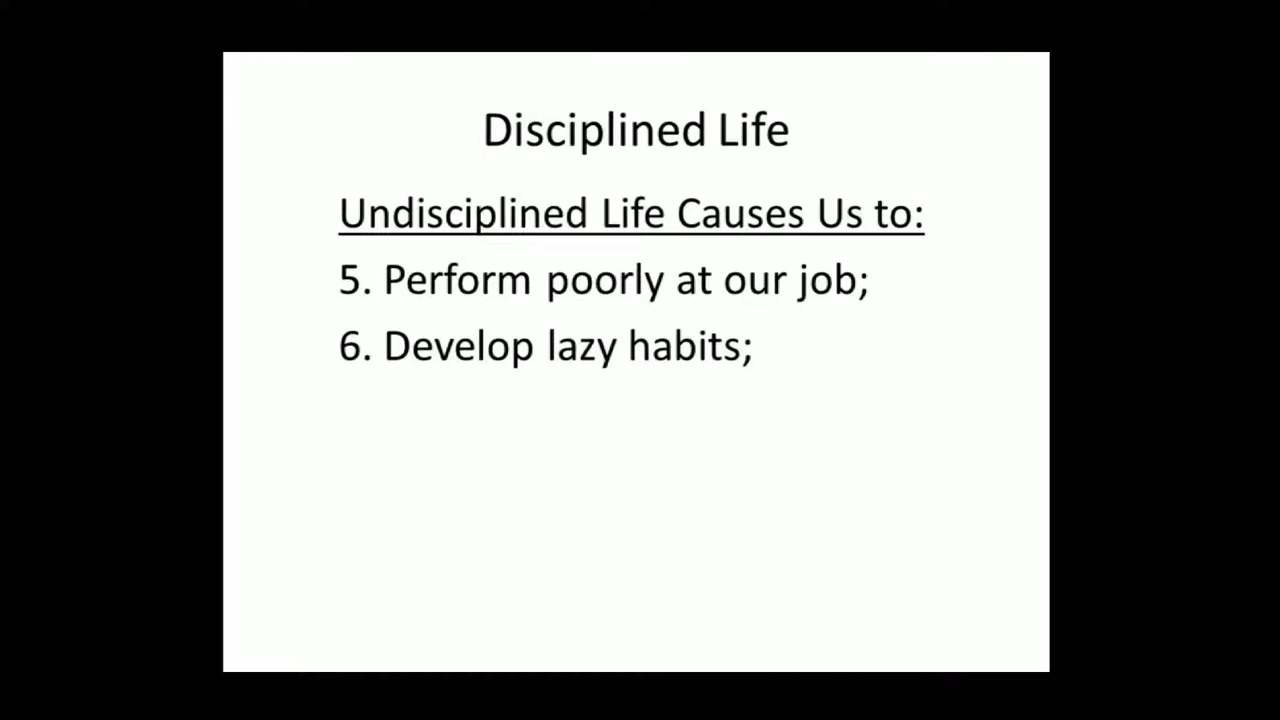 Disciplined Life
Undisciplined Life Causes Us to:
5. Perform poorly at our job;
6. Develop lazy habits;